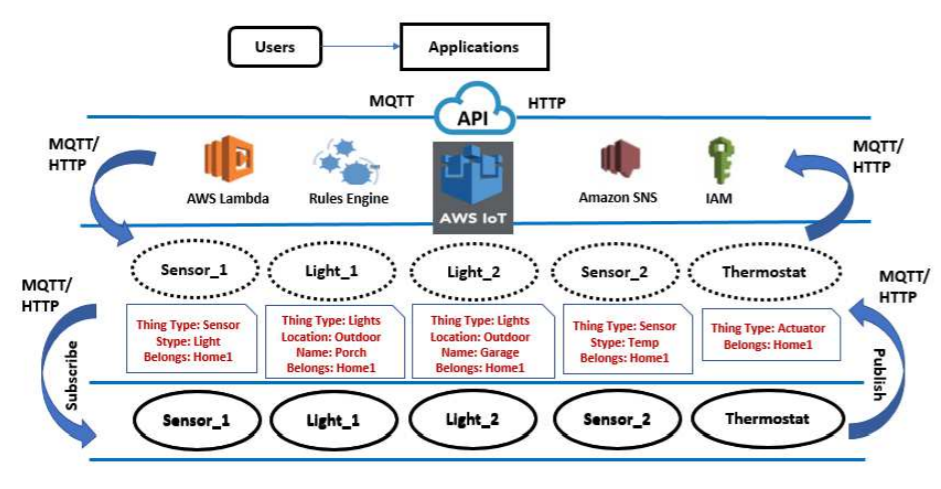 Users
Applications
MQTT
HTTP
API
MQTT/
HTTP
MQTT/
HTTP
AWS Lambda
Rules Engine
AWS IoT
Amazon SNS
IAM
Sensor_1
Light_1
Light_2
Sensor_2
Thermostat
MQTT/
HTTP
MQTT/
HTTP
Thing Type: Sensor
Stype: Light
Belongs: Home1
Thing Type: Lights
Location: Outdoor
Name: Porch
Belongs: Home1
Thing Type: Lights
Location: Outdoor
Name: Garage
Belongs: Home1
Thing Type: Sensor
Stype: Temp
Belongs: Home1
Thing Type: Actuator
Belongs: Home1
Subscribe
Publish
Sensor_1
Light_1
Light_2
Sensor_2
Thermostat